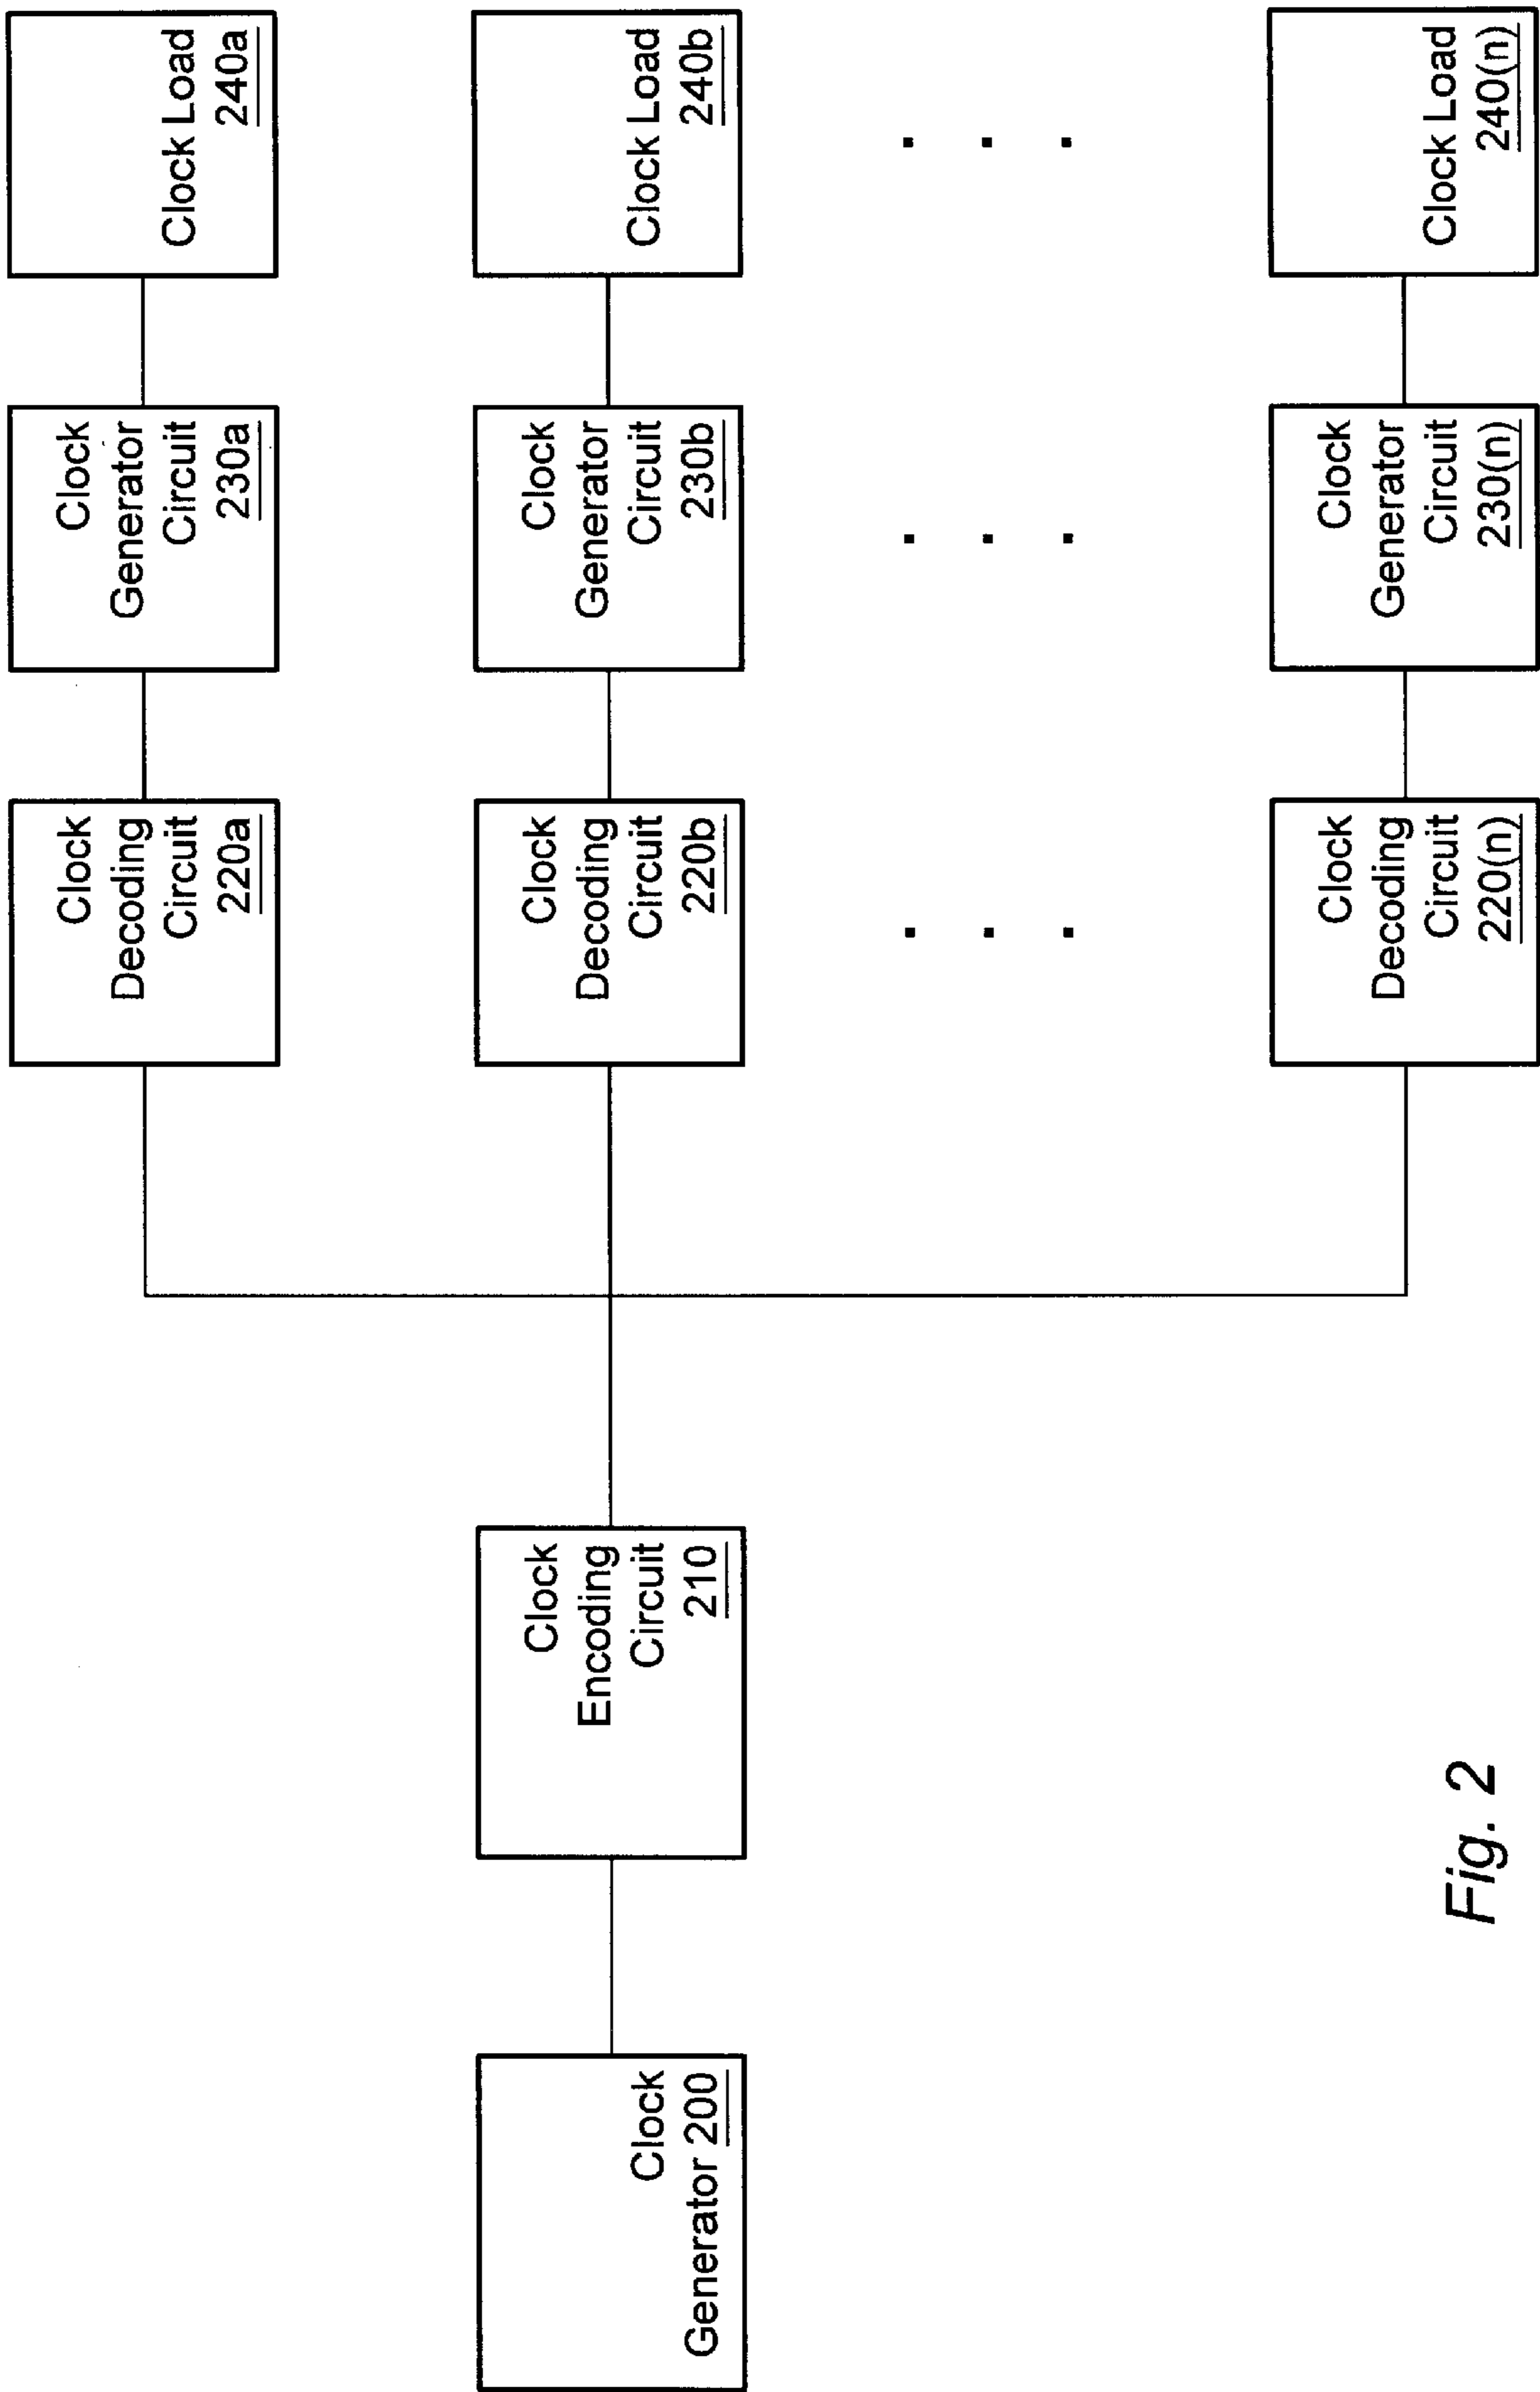 Clock
Generator 200
Clock
Encoding
Circuit
210
Clock
Decoding
Circuit
220a
Clock
Generator
Circuit
230a
Clock Load
240a
Clock
Decoding
Circuit
220b
Clock
Generator
Circuit
230b
Clock Load
240b
. . .
. . .
. . .
Clock
Decoding
Circuit
220(n)
Clock
Generator
Circuit
230(n)
Clock Load
240(n)
Fig. 2